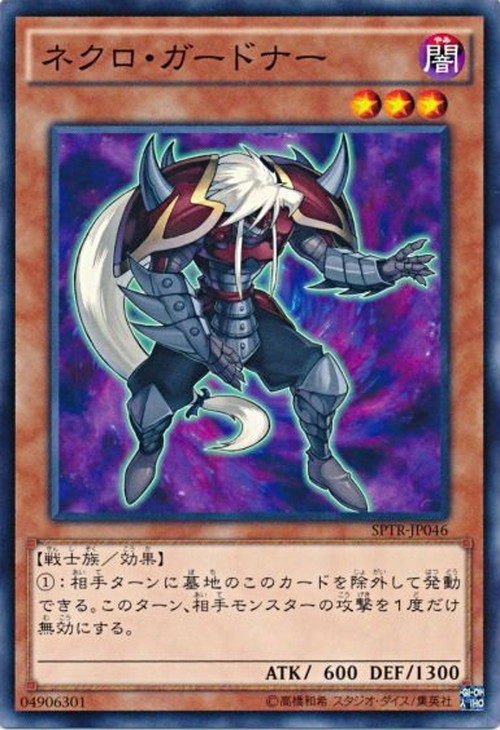 ネクロ・ガードナー
闇
SPTR-JP046
【戦士族/効果】
①:相手ターンに墓地のこのカードを除外して発動
できる。このターン、相手モンスターの攻撃を1度だけ
無効にする。
ATK/ 600 DEF/1300
04906301
©高橋和希 スタジオ・ダイス/集英社